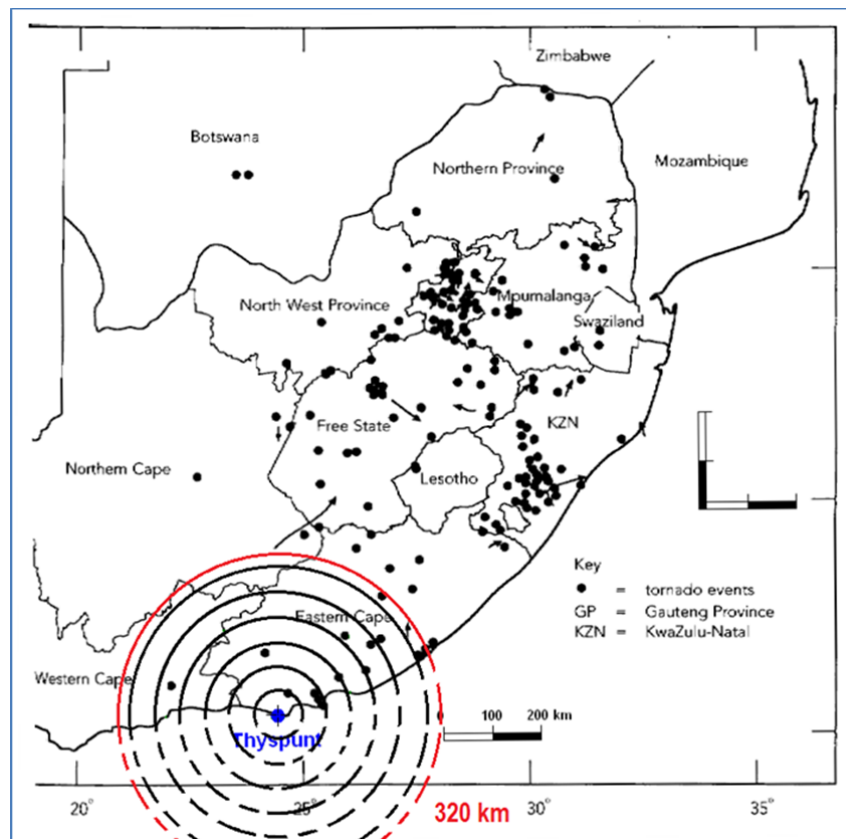 Zimbabwe
Botswana
Northern Province
Mozambique
North West Province
Mpumalanga
Swaziland
Free State
KZN
Northern Cape
Lesotho
Key
= tornado events
GP = Gauteng Province
KZN = KwaZulu-Natal
Eastern Cape
Western Cape
0 100 200 km
Thyspunt
20° 25° 30° 35°
320 km